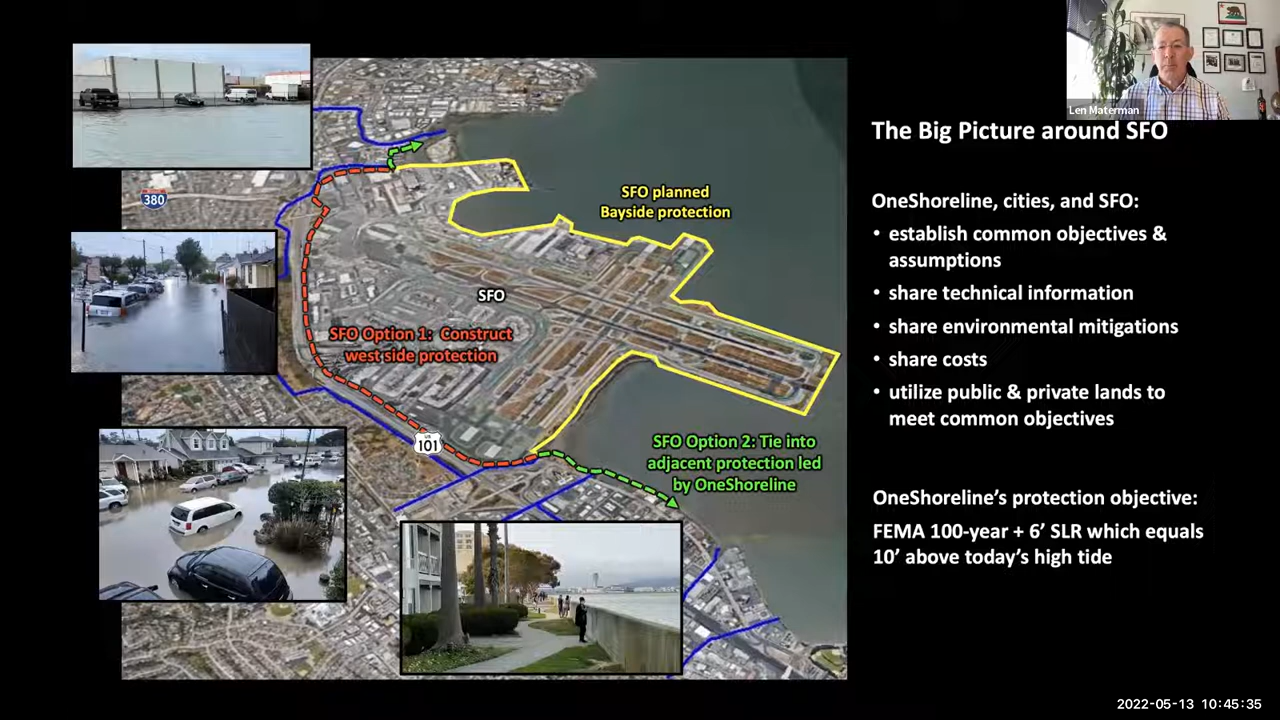 Len Materman
The Big Picture around SFO
380
SFO planned
Bayside protection
SFO
SFO Option 1: Construct
west side protection
US
101
SFO Option 2: Tie into
adjacent protection led
by OneShoreline
OneShoreline, cities, and SFO:
• establish common objectives &
assumptions
• share technical information
• share environmental mitigations
• share costs
• utilize public & private lands to
meet common objectives
OneShoreline’s protection objective:
FEMA 100-year + 6’ SLR which equals
10’ above today’s high tide
2022-05-13 10:45:35